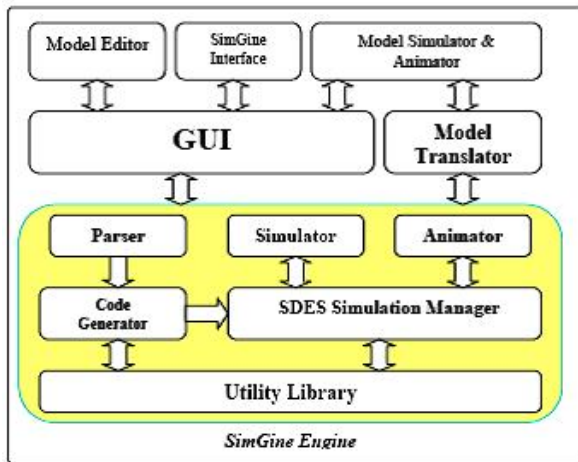 Model Editor
SimGine
Interface
Model Simulator &
Animator
GUI
Model
Translator
Parser
Simulator
Animator
Code
Generator
SDES Simulation Manager
Utility Library
SimGine Engine